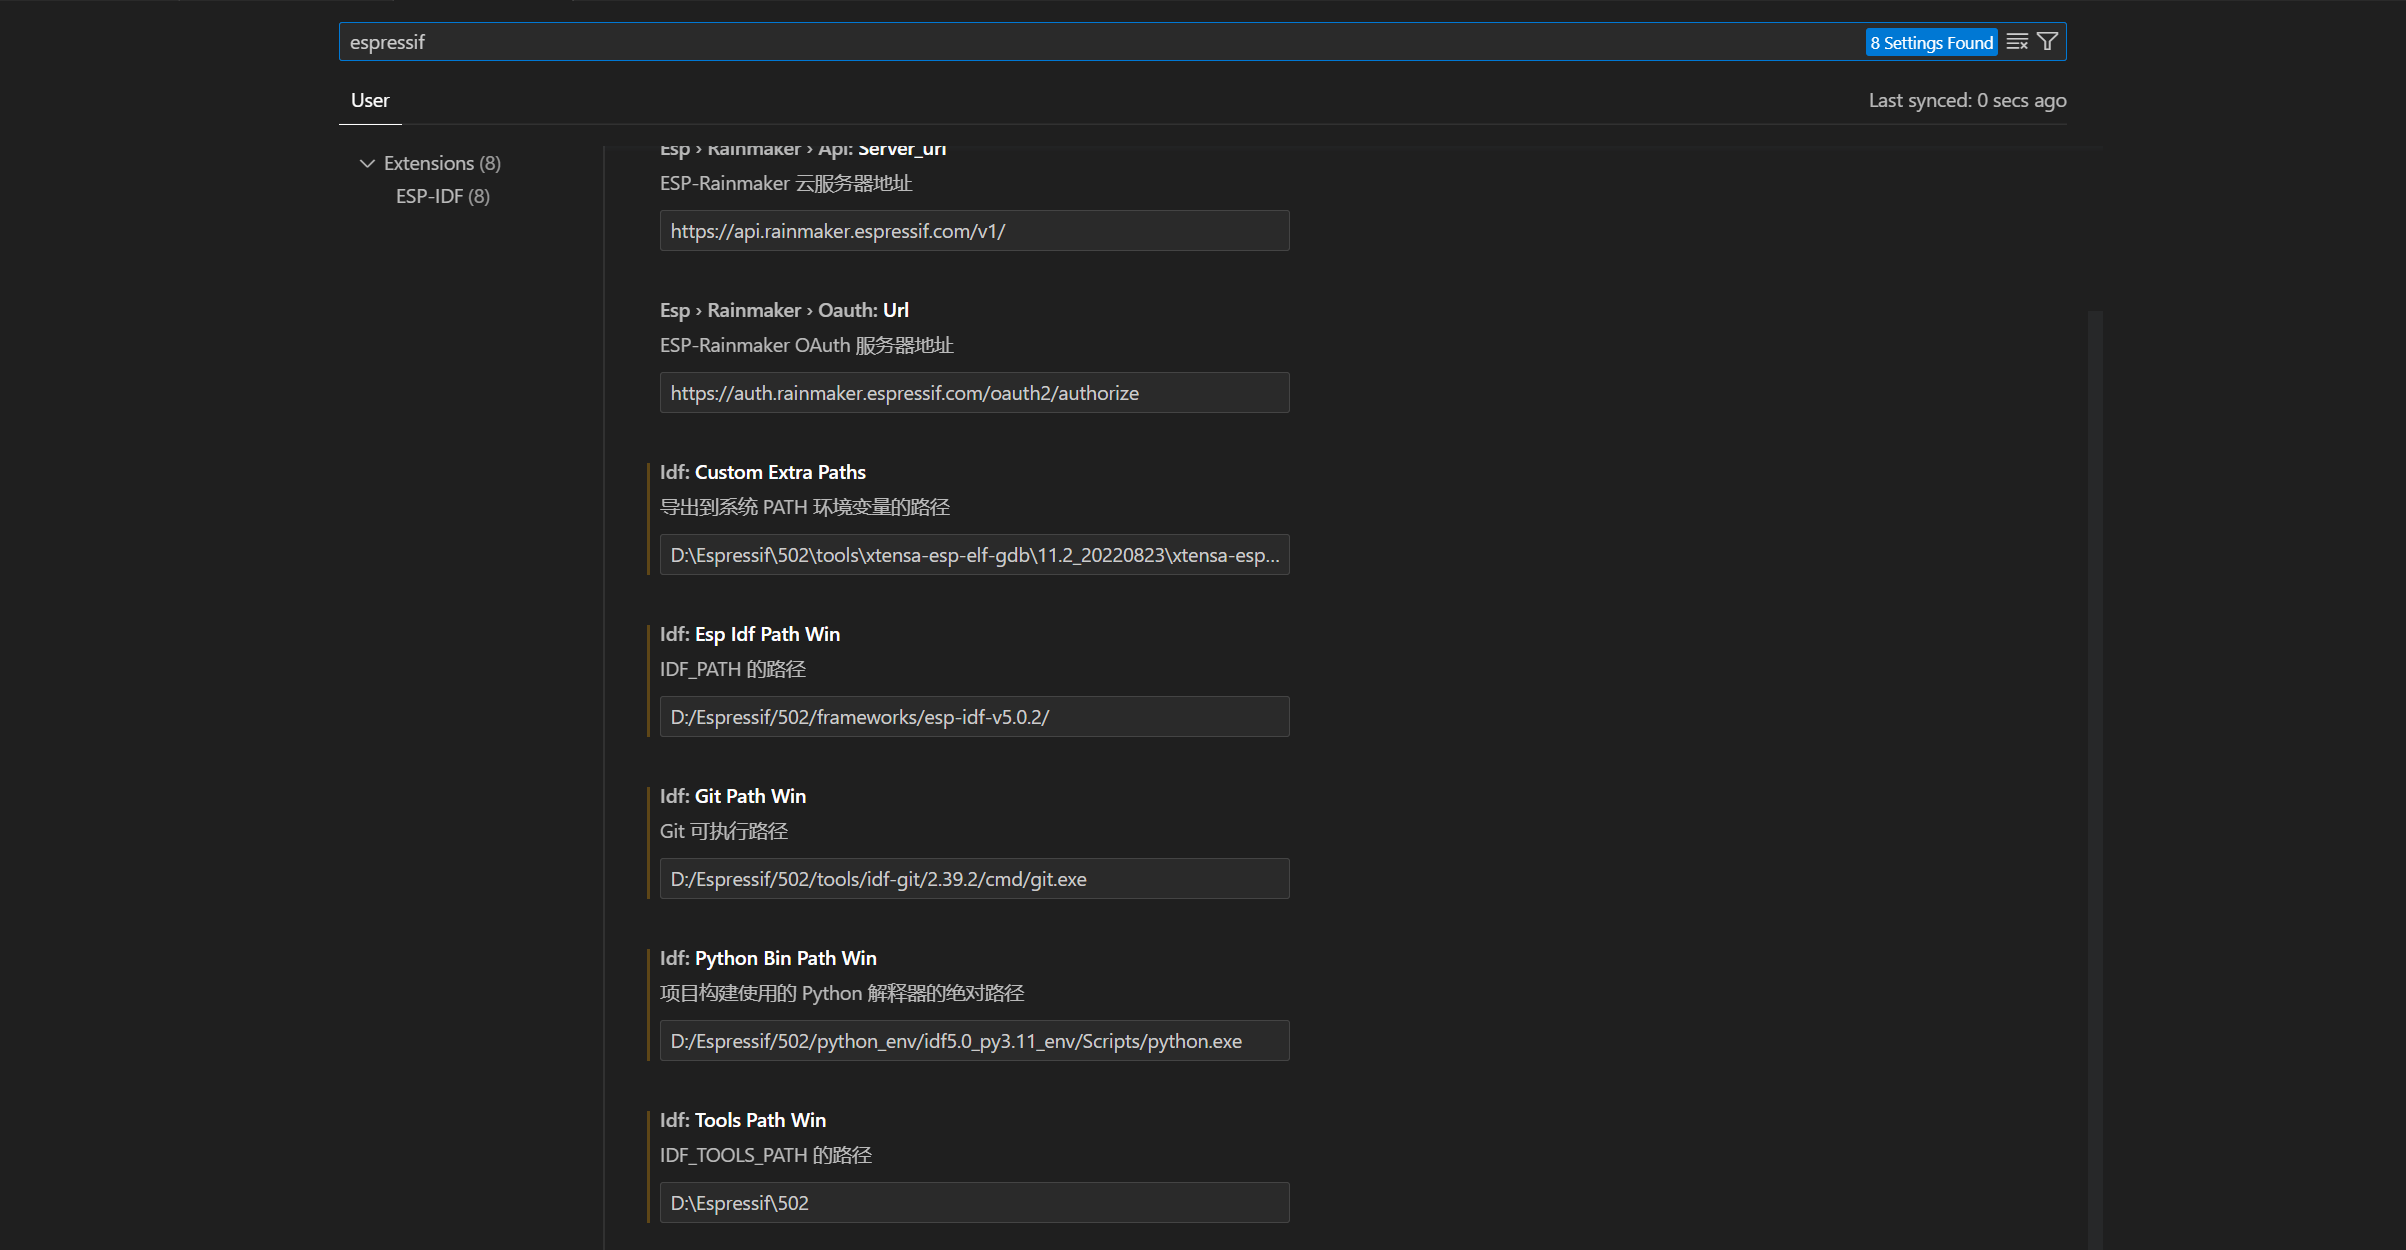 espressif
8 Settings Found
User
Last synced: 0 secs ago
Extensions (8)
ESP-IDF (8)
Esp › Rainmaker › Api: Server_url
ESP-Rainmaker 云服务器地址
https://api.rainmaker.espressif.com/v1/
Esp › Rainmaker › Oauth: Url
ESP-Rainmaker OAuth 服务器地址
https://auth.rainmaker.espressif.com/oauth2/authorize
Idf: Custom Extra Paths
导出到系统 PATH 环境变量的路径
D:\Espressif\502\tools\xtensa-esp-elf-gdb\11.2_20220823\xtensa-esp...
Idf: Esp Idf Path Win
IDF_PATH 的路径
D:/Espressif/502/frameworks/esp-idf-v5.0.2/
Idf: Git Path Win
Git 可执行路径
D:/Espressif/502/tools/idf-git/2.39.2/cmd/git.exe
Idf: Python Bin Path Win
项目构建使用的 Python 解释器的绝对路径
D:/Espressif/502/python_env/idf5.0_py3.11_env/Scripts/python.exe
Idf: Tools Path Win
IDF_TOOLS_PATH 的路径
D:\Espressif\502